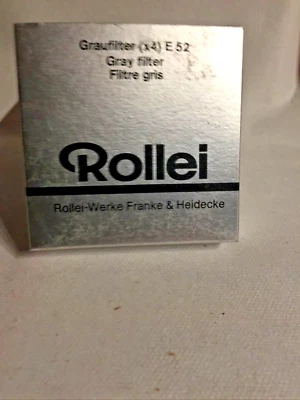 Graufilter (x4) E 52
Gray filter
Filtre gris
Rollei
Rollei-Werke Franke & Heidecke